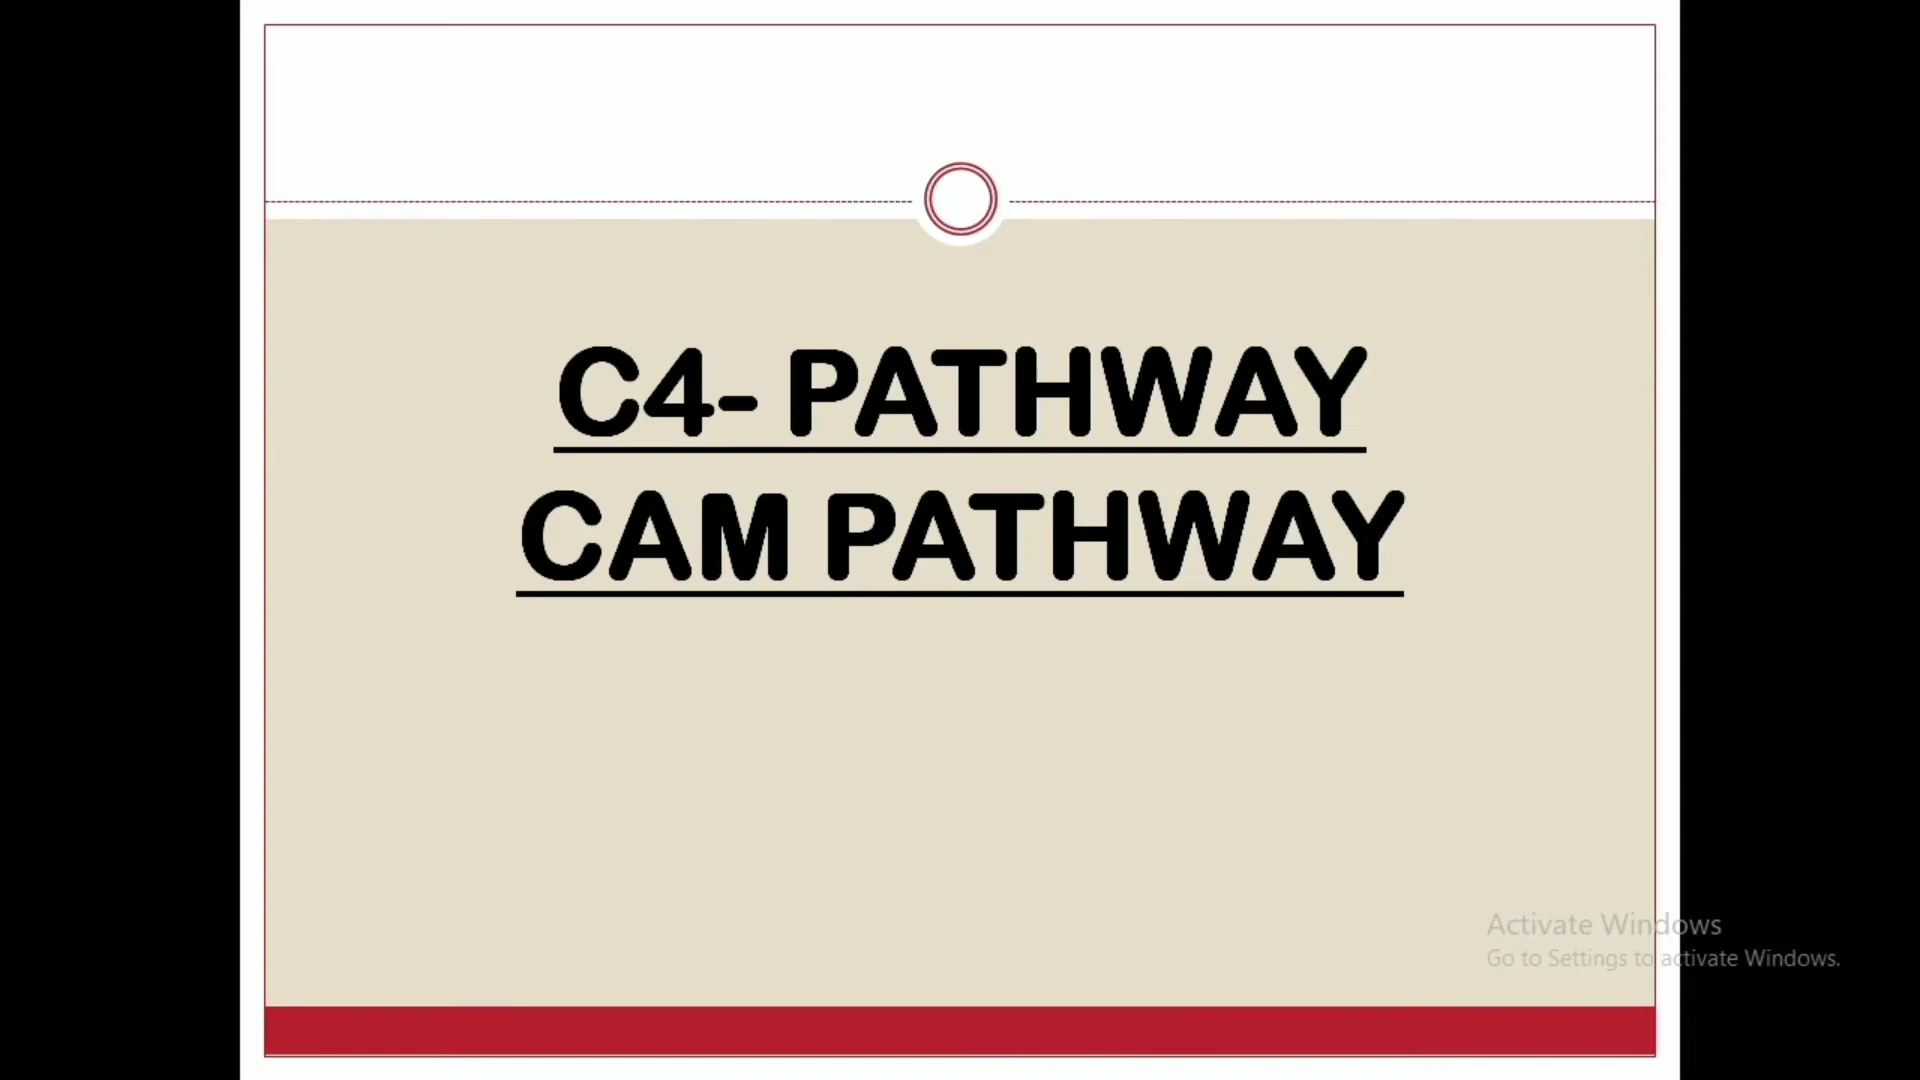 C4- PATHWAY
CAM PATHWAY
Activate Windows
Go to Settings to activate Windows.